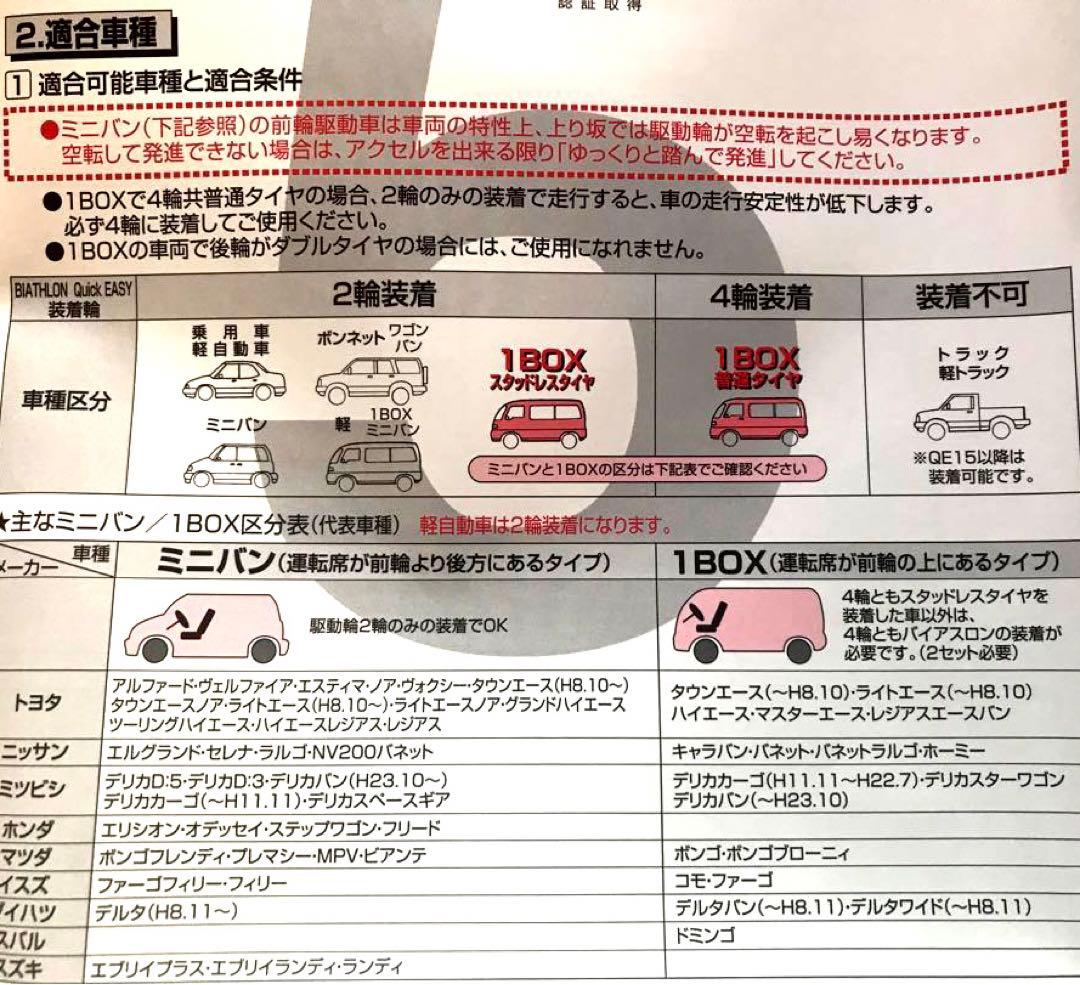 認証取得
2.適合車種
1 適合可能車種と適合条件
●ミニバン(下記参照)の前輪駆動車は車両の特性上、上り坂では駆動輪が空転を起こし易くなります。
空転して発進できない場合は、アクセルを出来る限り「ゆっくりと踏んで発進」してください。
●1BOXで4輪共普通タイヤの場合、2輪のみの装着で走行すると、車の走行安定性が低下します。
必ず4輪に装着してご使用ください。
●1BOXの車両で後輪がダブルタイヤの場合には、ご使用になれません。
BIATHLON Quick EASY
装着輪
2輪装着
4輪装着
装着不可
車種区分
乗用車
軽自動車
ボンネット ワゴン
バン
ミニバン
軽 1BOX
ミニバン
1BOX
スタッドレスタイヤ
1BOX
普通タイヤ
ミニバンと1BOXの区分は下記表でご確認ください
トラック
軽トラック
※QE15以降は
装着可能です。
★主なミニバン/1BOX区分表(代表車種) 軽自動車は2輪装着になります。
車種
メーカー
ミニバン(運転席が前輪より後方にあるタイプ)
1BOX(運転席が前輪の上にあるタイプ)
駆動輪2輪のみの装着でOK
4輪ともスタッドレスタイヤを
装着した車以外は、
4輪ともバイアスロンの装着が
必要です。(2セット必要)
トヨタ
アルファード・ヴェルファイア・エスティマ・ノア・ヴォクシー・タウンエース(H8.10〜)
タウンエースノア・ライトエース(H8.10〜)・ライトエースノア・グランドハイエース
ツーリングハイエース・ハイエースレジアス・レジアス
タウンエース(〜H8.10)・ライトエース(〜H8.10)
ハイエース・マスターエース・レジアスエースバン
ニッサン
エルグランド・セレナ・ラルゴ・NV200バネット
キャラバン・バネット・バネットラルゴ・ホーミー
ミツビシ
デリカD:5・デリカD:3・デリカバン(H23.10〜)
デリカカーゴ(〜H11.11)・デリカスペースギア
デリカカーゴ(H11.11〜H22.7)・デリカスターワゴン
デリカバン(〜H23.10)
ホンダ
エリシオン・オデッセイ・ステップワゴン・フリード
マツダ
ボンゴフレンディ・プレマシー・MPV・ビアンテ
ボンゴ・ボンゴブローニィ
イスズ
ファーゴフィリー・フィリー
コモ・ファーゴ
ダイハツ
デルタ(H8.11〜)
デルタバン(〜H8.11)・デルタワイド(〜H8.11)
スバル
ドミンゴ
スズキ
エブリイプラス・エブリイランディ・ランディ